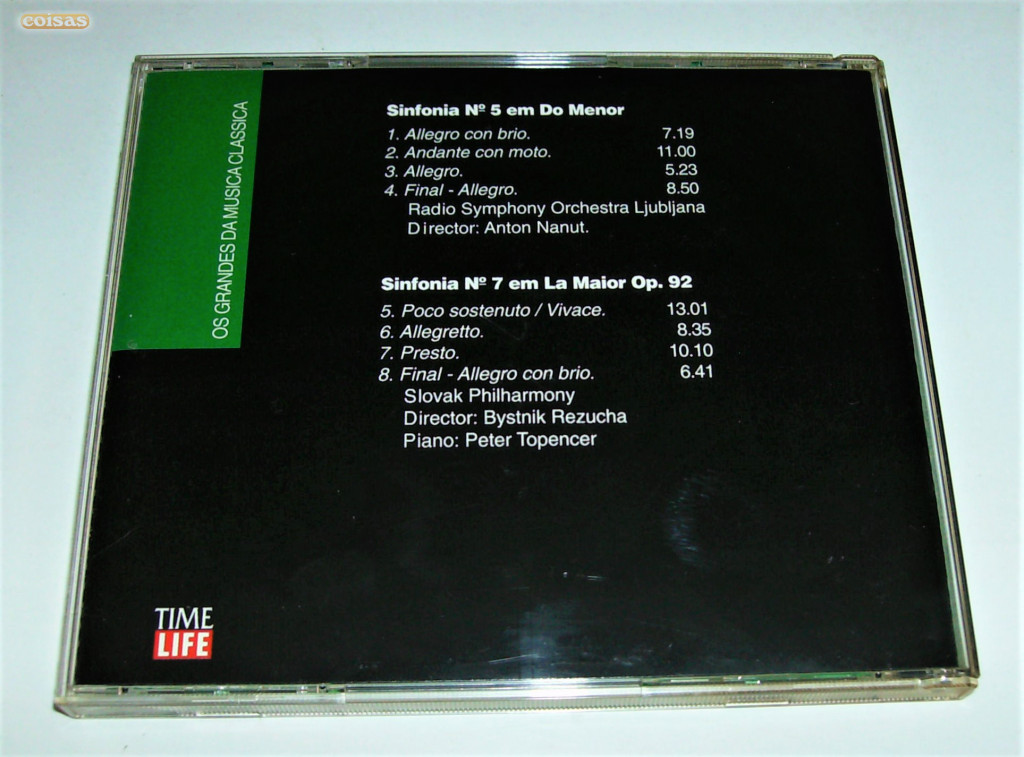 coisas
OS GRANDES DA MUSICA CLASSICA
Sinfonia Nº 5 em Do Menor
1. Allegro con brio. 7.19
2. Andante con moto. 11.00
3. Allegro. 5.23
4. Final - Allegro. 8.50
Radio Symphony Orchestra Ljubljana
Director: Anton Nanut.
Sinfonia Nº 7 em La Maior Op. 92
5. Poco sostenuto / Vivace. 13.01
6. Allegretto. 8.35
7. Presto. 10.10
8. Final - Allegro con brio. 6.41
Slovak Philharmony
Director: Bystnik Rezucha
Piano: Peter Topencer
TIME
LIFE